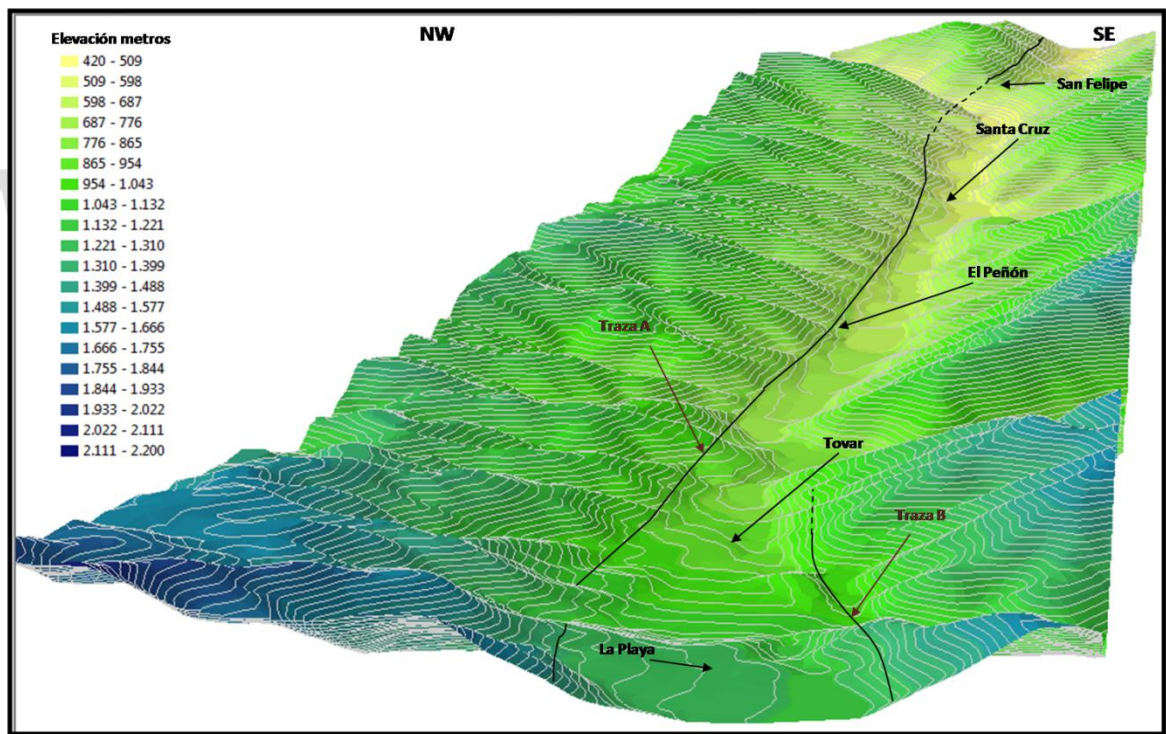 Elevación metros
420 - 509
509 - 598
598 - 687
687 - 776
776 - 865
865 - 954
954 - 1.043
1.043 - 1.132
1.132 - 1.221
1.221 - 1.310
1.310 - 1.399
1.399 - 1.488
1.488 - 1.577
1.577 - 1.666
1.666 - 1.755
1.755 - 1.844
1.844 - 1.933
1.933 - 2.022
2.022 - 2.111
2.111 - 2.200
NW
SE
San Felipe
Santa Cruz
El Peñón
Traza A
Tovar
Traza B
La Playa